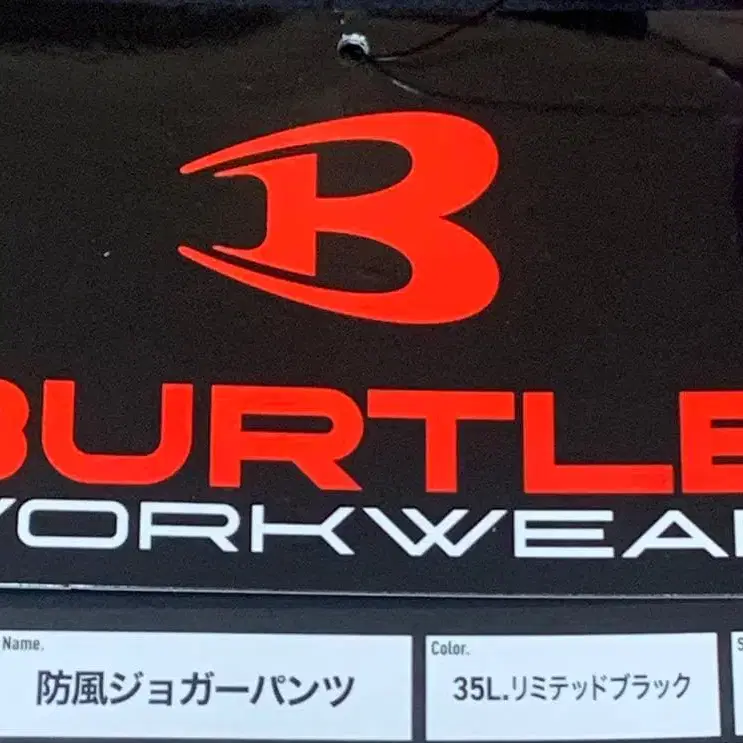 BURTLE
WORKWEAR
Name.
防風ジョガーパンツ
Color.
35L.リミテッドブラック
S